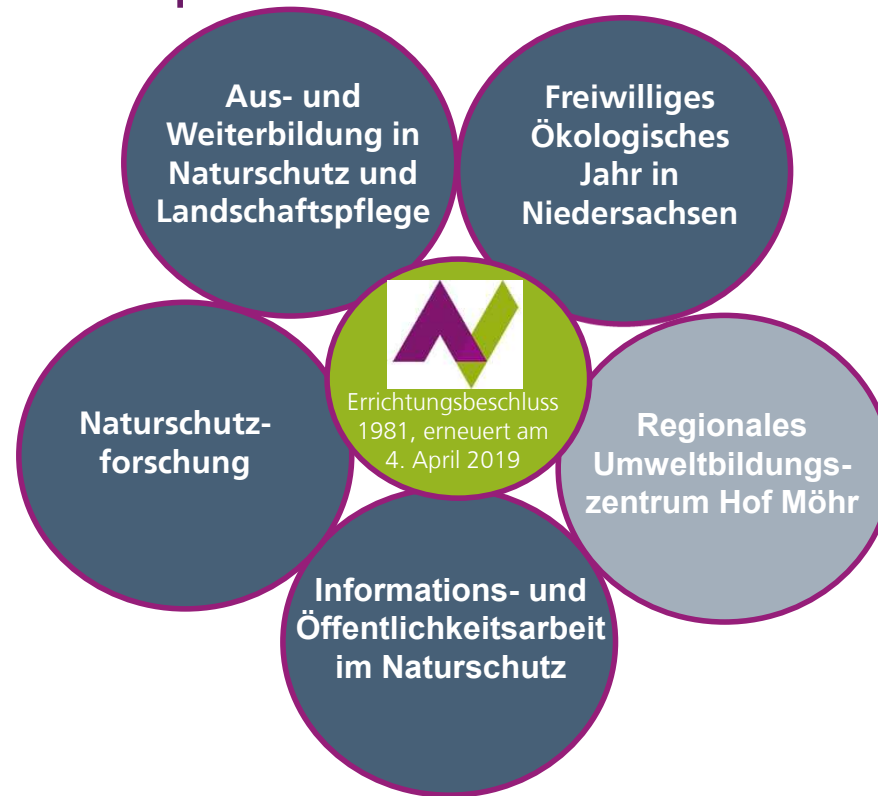 Aus- und
Weiterbildung in
Naturschutz und
Landschaftspflege
Freiwilliges
Ökologisches
Jahr in
Niedersachsen
Errichtungsbeschluss
1981, erneuert am
4. April 2019
Naturschutz-
forschung
Regionales
Umweltbildungs-
zentrum Hof Möhr
Informations- und
Öffentlichkeitsarbeit
im Naturschutz